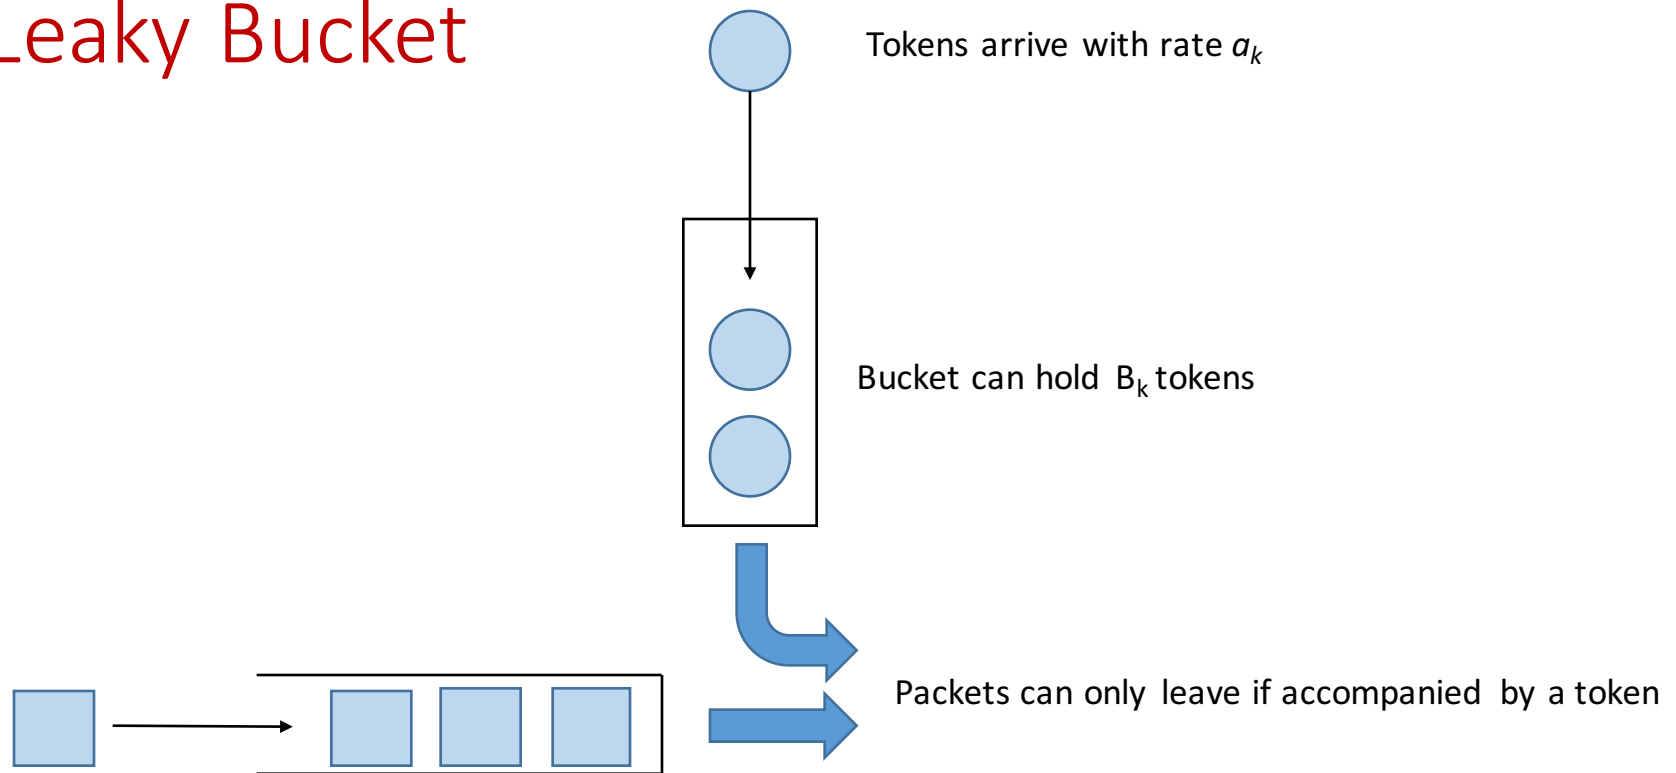 Leaky Bucket
Tokens arrive with rate aₖ
Bucket can hold Bₖ tokens
Packets can only leave if accompanied by a token